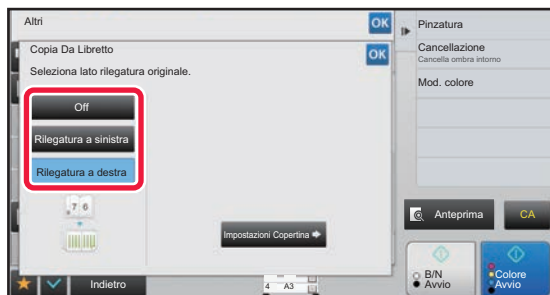 Altri
OK
Pinzatura
Copia Da Libretto
OK
Cancellazione
Cancella ombra intorno
Seleziona lato rilegatura originale.
Mod. colore
Off
Rilegatura a sinistra
Rilegatura a destra
7 6
Anteprima
CA
Impostazioni Copertina
B/N
Avvio
Colore
Avvio
Indietro
4 A3